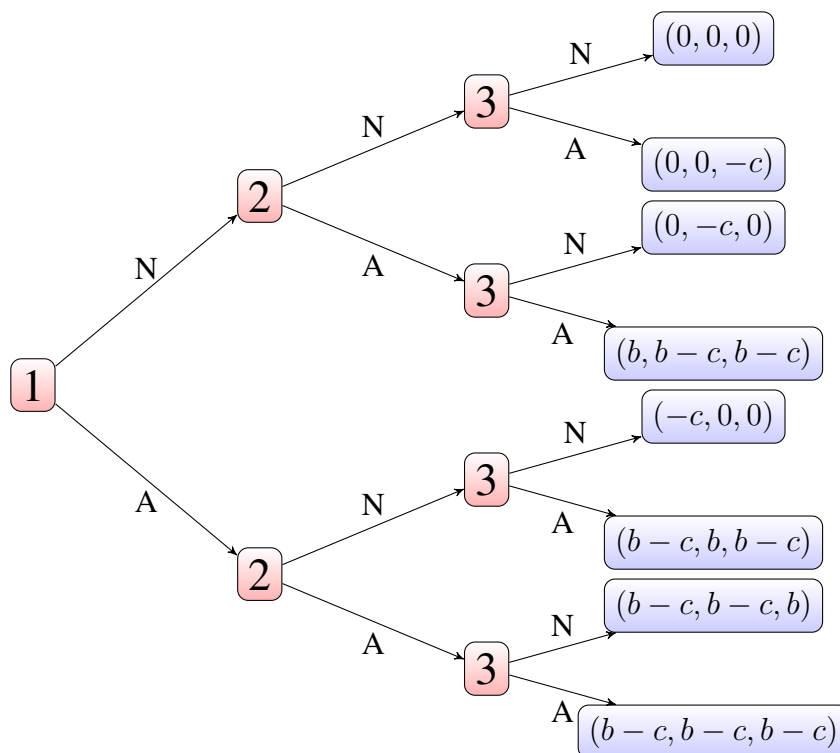 N
(0, 0, 0)
3
N
A
(0, 0, −c)
2
N
(0, −c, 0)
N
A
3
A
(b, b − c, b − c)
1
N
(−c, 0, 0)
A
N
3
A
(b − c, b, b − c)
2
N
(b − c, b − c, b)
A
3
A
(b − c, b − c, b − c)